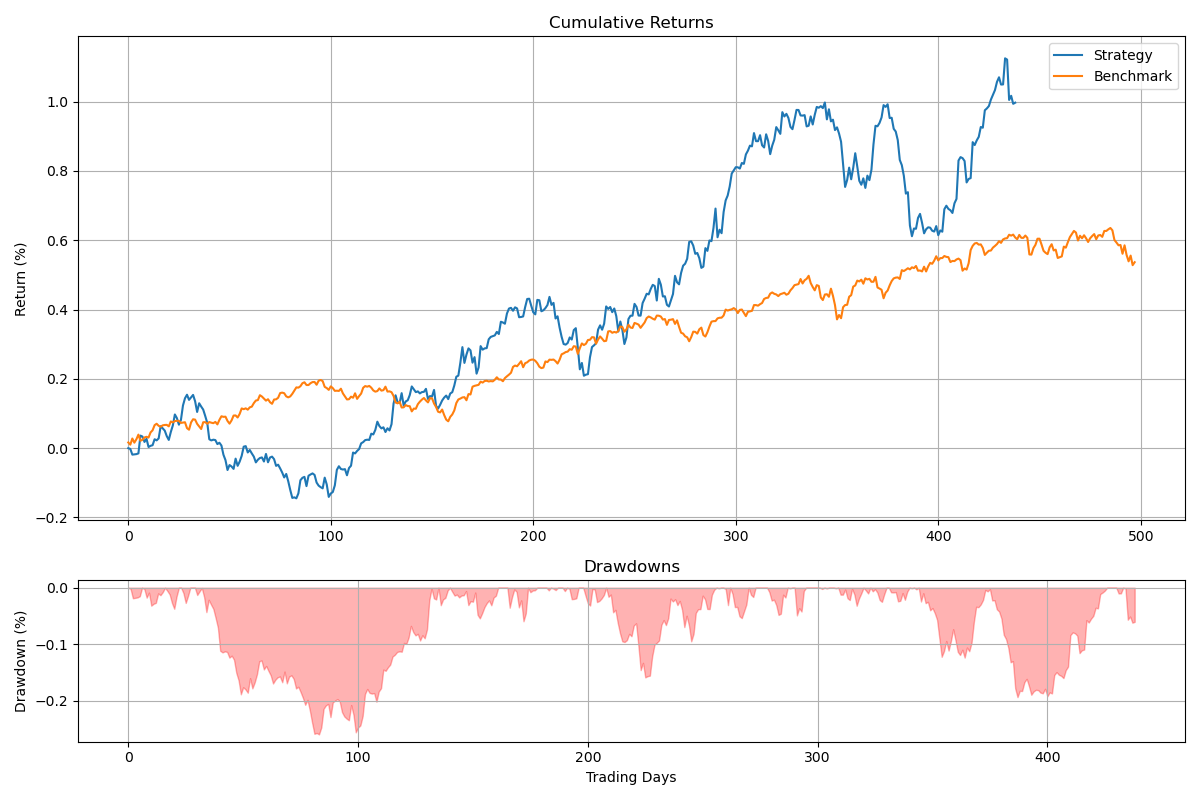 Cumulative Returns
Strategy
Benchmark
Return (%)
1.0
0.8
0.6
0.4
0.2
0.0
−0.2
0 100 200 300 400 500
Drawdowns
Drawdown (%)
0.0
−0.1
−0.2
0 100 200 300 400
Trading Days